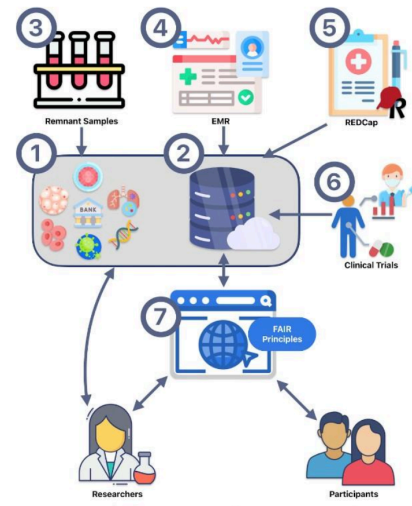 3
4
5
Remnant Samples
EMR
REDCap
1
2
BANK
6
Clinical Trials
7
FAIR
Principles
Researchers
Participants